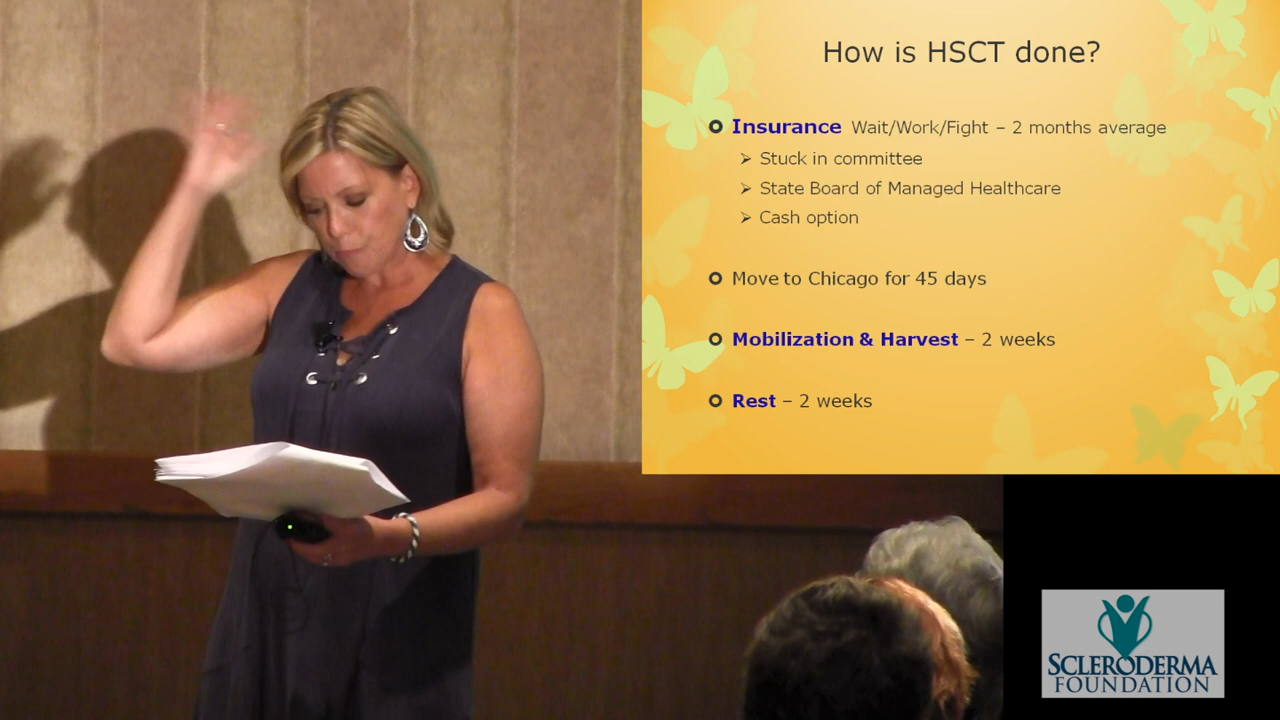 How is HSCT done?
Insurance Wait/Work/Fight – 2 months average
Stuck in committee
State Board of Managed Healthcare
Cash option
Move to Chicago for 45 days
Mobilization & Harvest – 2 weeks
Rest – 2 weeks
SCLERODERMA
FOUNDATION